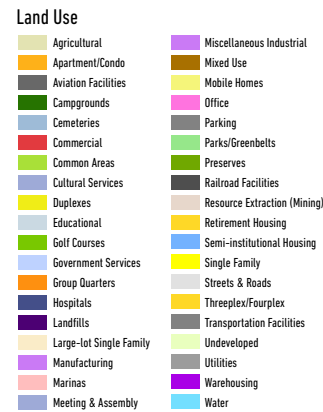 Land Use
Agricultural
Apartment/Condo
Aviation Facilities
Campgrounds
Cemeteries
Commercial
Common Areas
Cultural Services
Duplexes
Educational
Golf Courses
Government Services
Group Quarters
Hospitals
Landfills
Large-lot Single Family
Manufacturing
Marinas
Meeting & Assembly
Miscellaneous Industrial
Mixed Use
Mobile Homes
Office
Parking
Parks/Greenbelts
Preserves
Railroad Facilities
Resource Extraction (Mining)
Retirement Housing
Semi-institutional Housing
Single Family
Streets & Roads
Threeplex/Fourplex
Transportation Facilities
Undeveloped
Utilities
Warehousing
Water